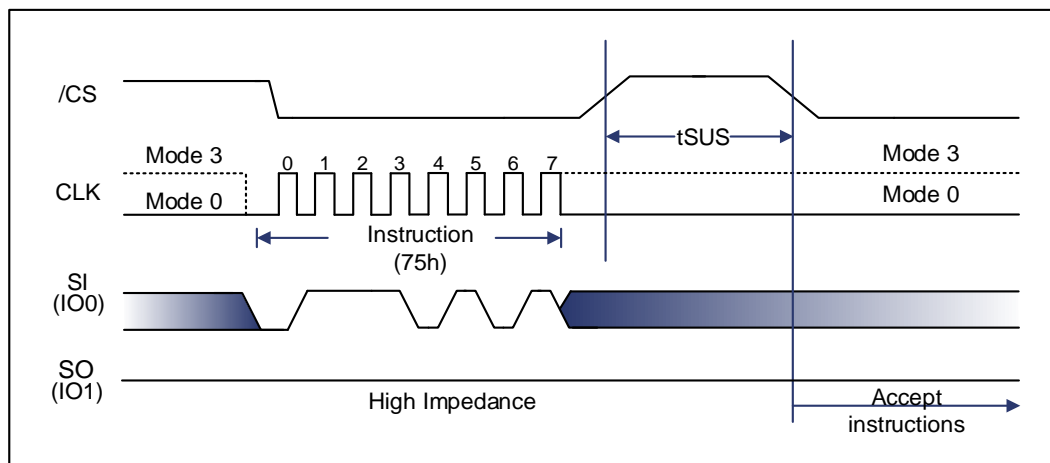 /CS
tSUS
Mode 3
Mode 3
0 1 2 3 4 5 6 7
CLK
Mode 0
Mode 0
Instruction
(75h)
SI
(IO0)
SO
(IO1)
High Impedance
Accept
instructions